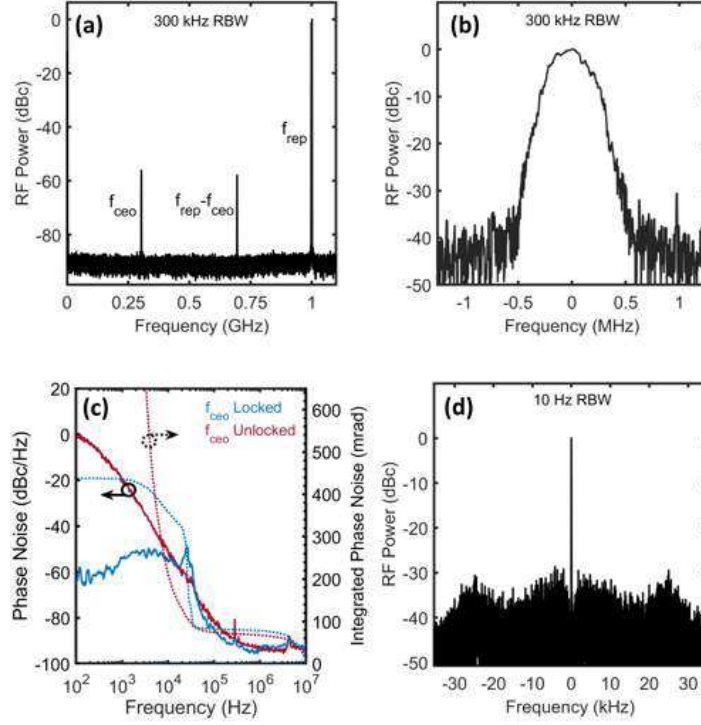 (a)
300 kHz RBW
0
-20
-40
-60
-80
RF Power (dBc)
f_ceo
f_rep-f_ceo
f_rep
0
0.25
0.5
0.75
1
Frequency (GHz)
(b)
300 kHz RBW
0
-10
-20
-30
-40
-50
RF Power (dBc)
-1
-0.5
0
0.5
1
Frequency (MHz)
(c)
f_ceo Locked
f_ceo Unlocked
20
0
-20
-40
-60
-80
-100
Phase Noise (dBc/Hz)
600
500
400
300
200
100
0
Integrated Phase Noise (mrad)
10^2
10^3
10^4
10^5
10^6
10^7
Frequency (Hz)
(d)
10 Hz RBW
0
-10
-20
-30
-40
-50
RF Power (dBc)
-30
-20
-10
0
10
20
30
Frequency (kHz)